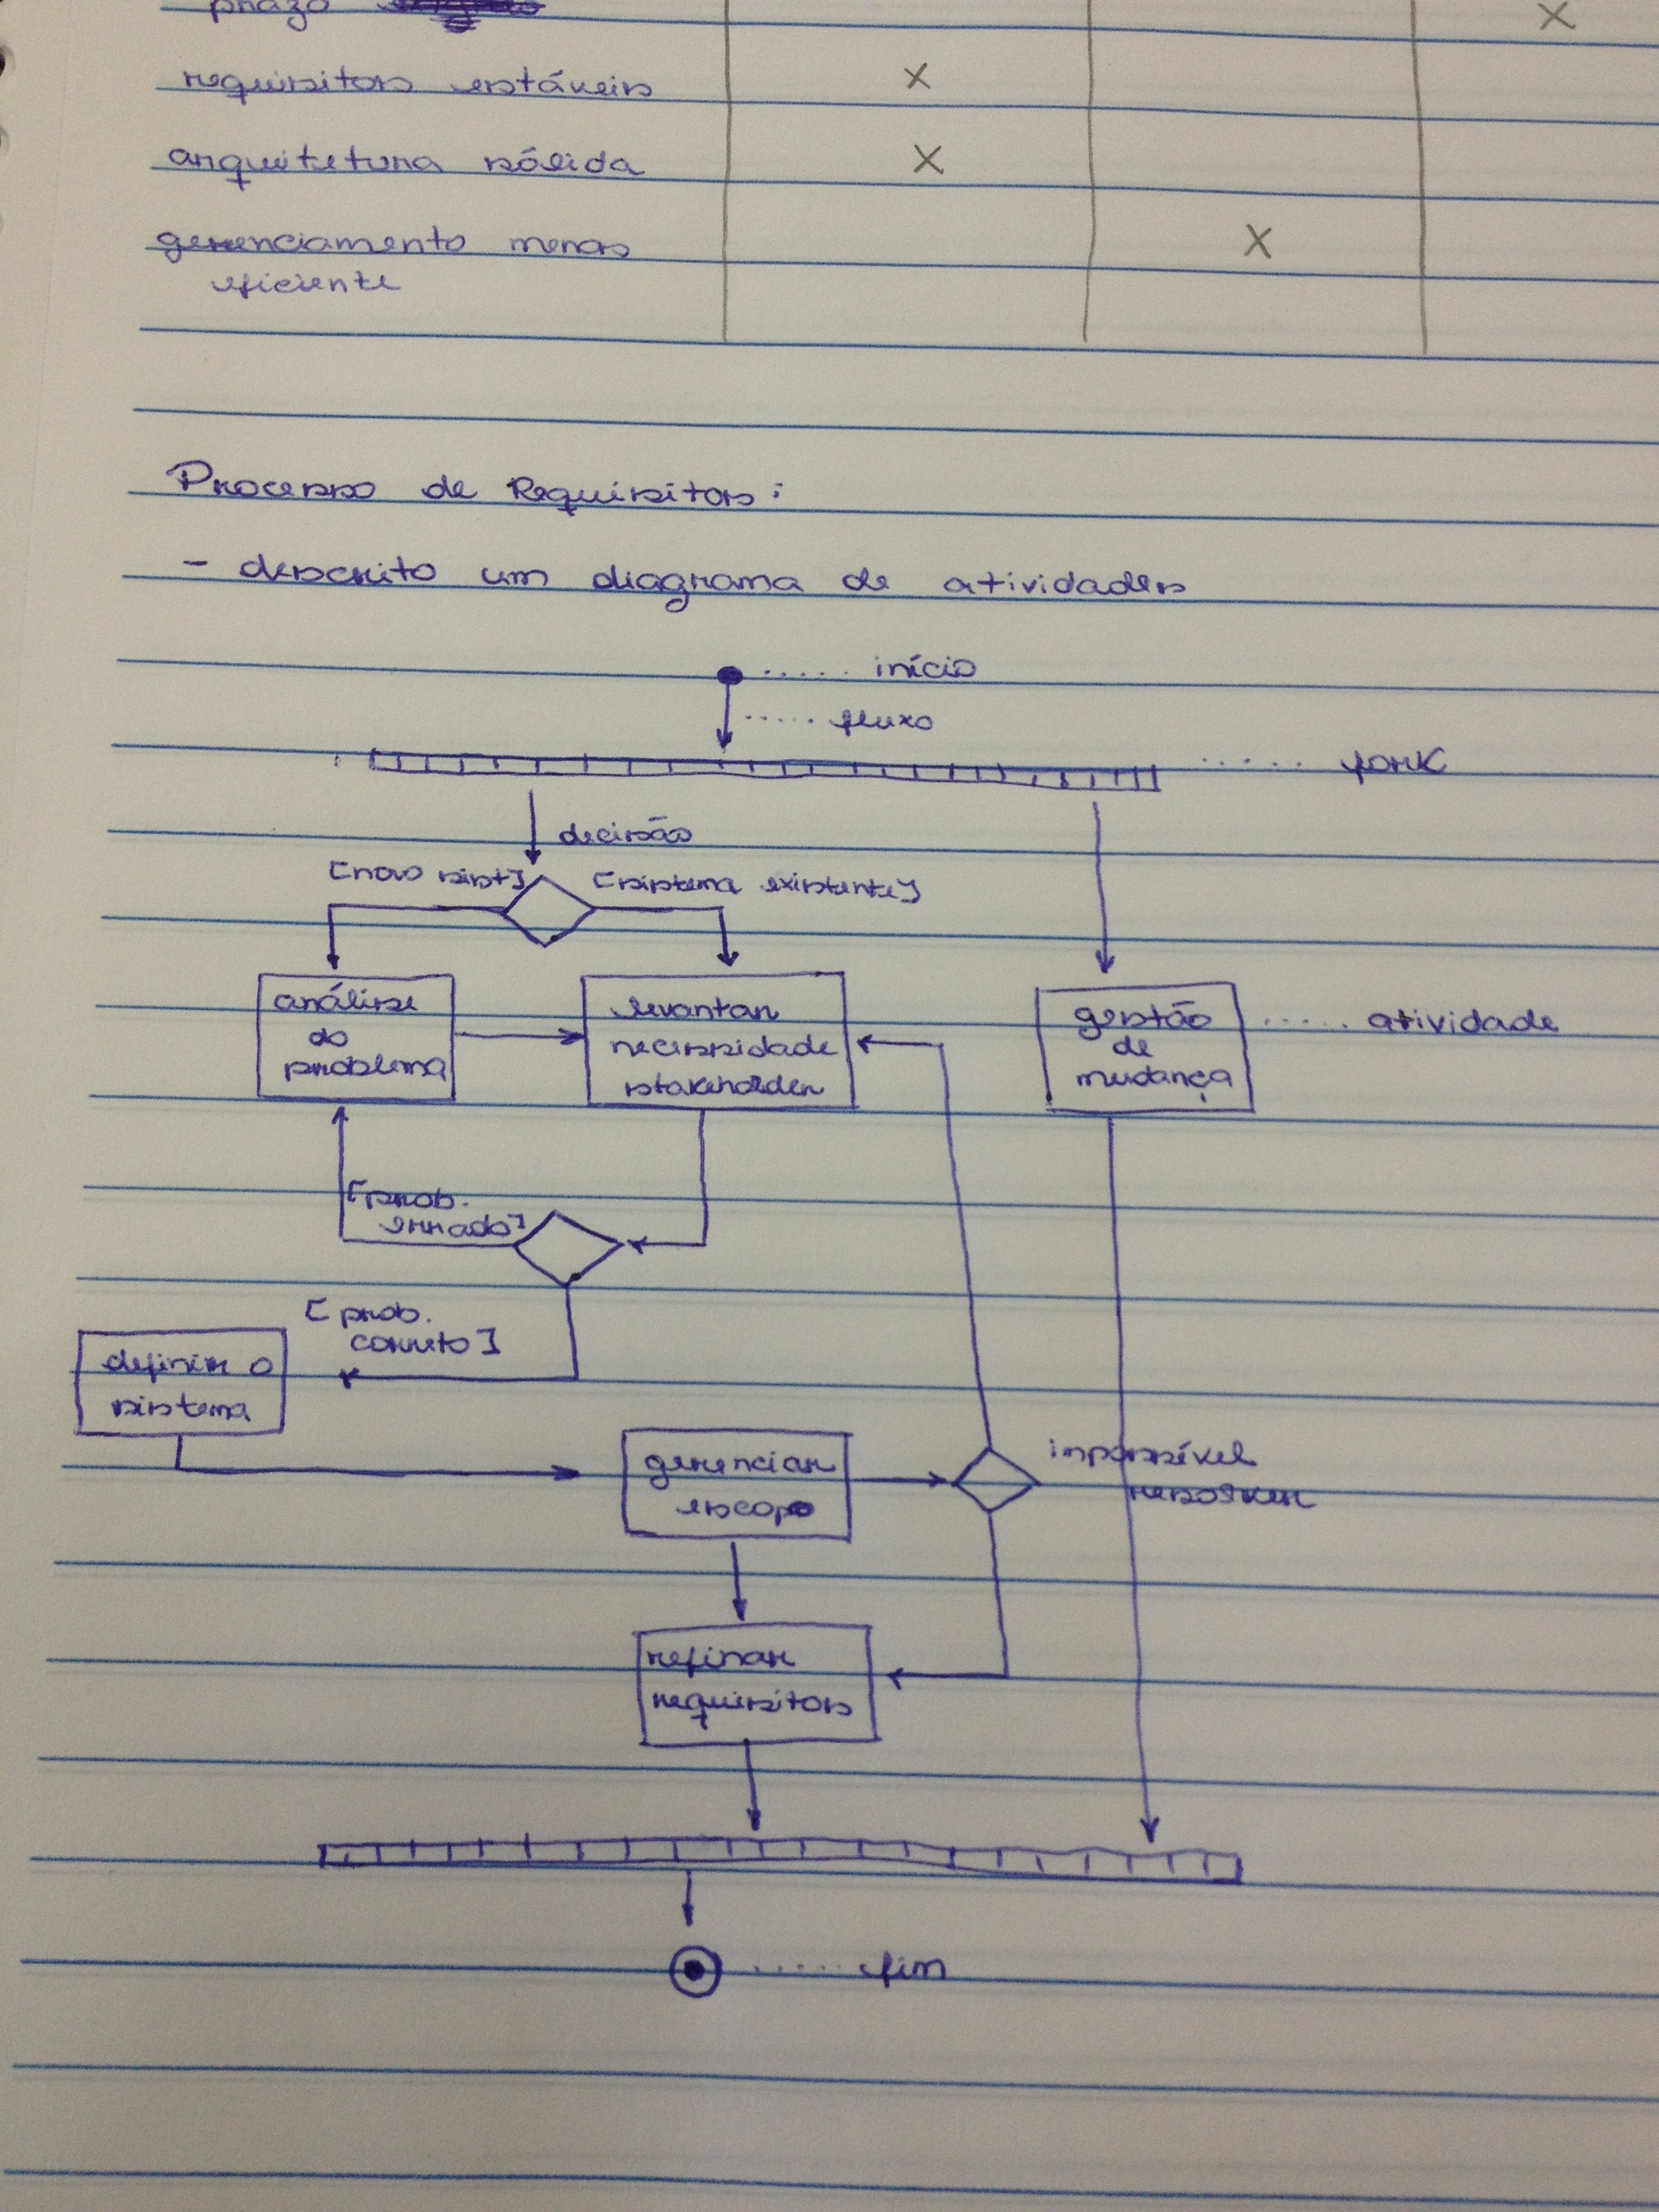 prazo
X
requisitos estáveis X
arquitetura sólida X
gerenciamento menos X
eficiente
Processo de Requisitos:
- descrito um diagrama de atividades
..... início
..... fluxo
..... fork
decisão
[novo sist] [sistema existente]
análise
do
problema
levantar
necessidade
stakeholder
gestão
de
mudança
..... atividade
[prob.
errado]
[prob.
correto]
definir o
sistema
gerenciar
escopo
impossível
resolver
refinar
requisitos
..... fim